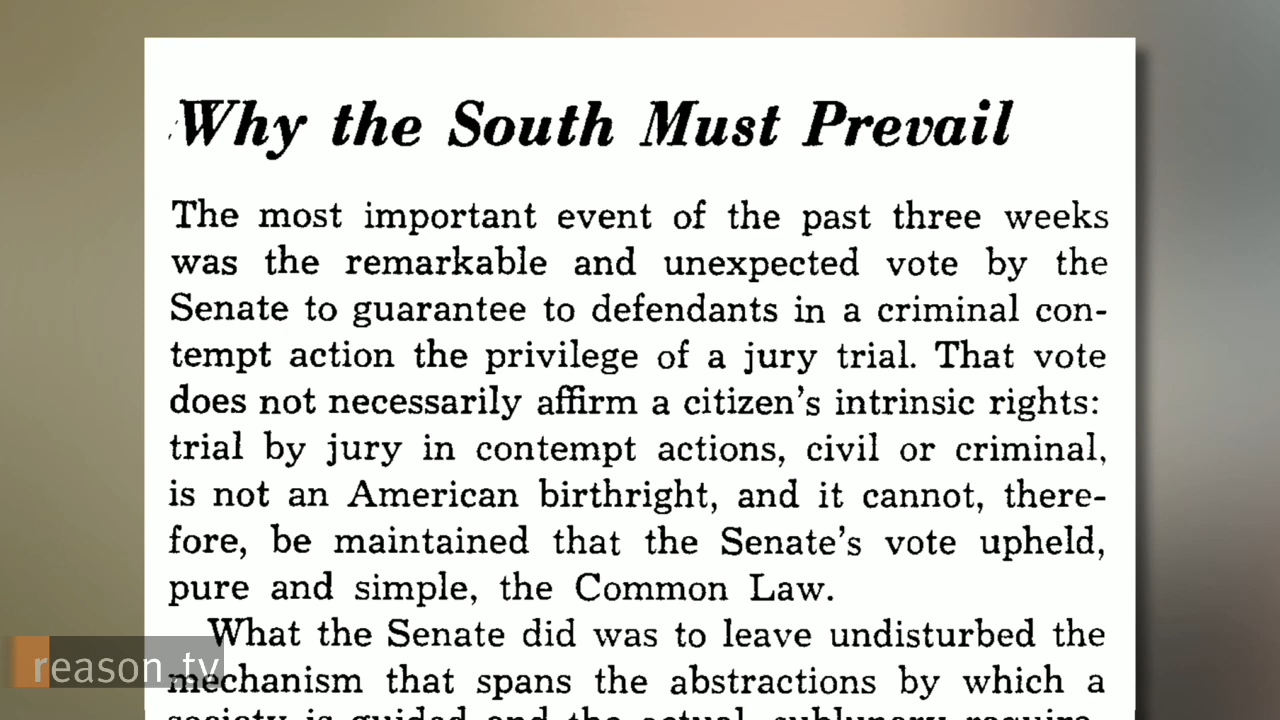 Why the South Must Prevail
The most important event of the past three weeks
was the remarkable and unexpected vote by the
Senate to guarantee to defendants in a criminal con-
tempt action the privilege of a jury trial. That vote
does not necessarily affirm a citizen's intrinsic rights:
trial by jury in contempt actions, civil or criminal,
is not an American birthright, and it cannot, there-
fore, be maintained that the Senate's vote upheld,
pure and simple, the Common Law.
What the Senate did was to leave undisturbed the
mechanism that spans the abstractions by which a
society is guided and the actual, sublunary require-
reason.tv